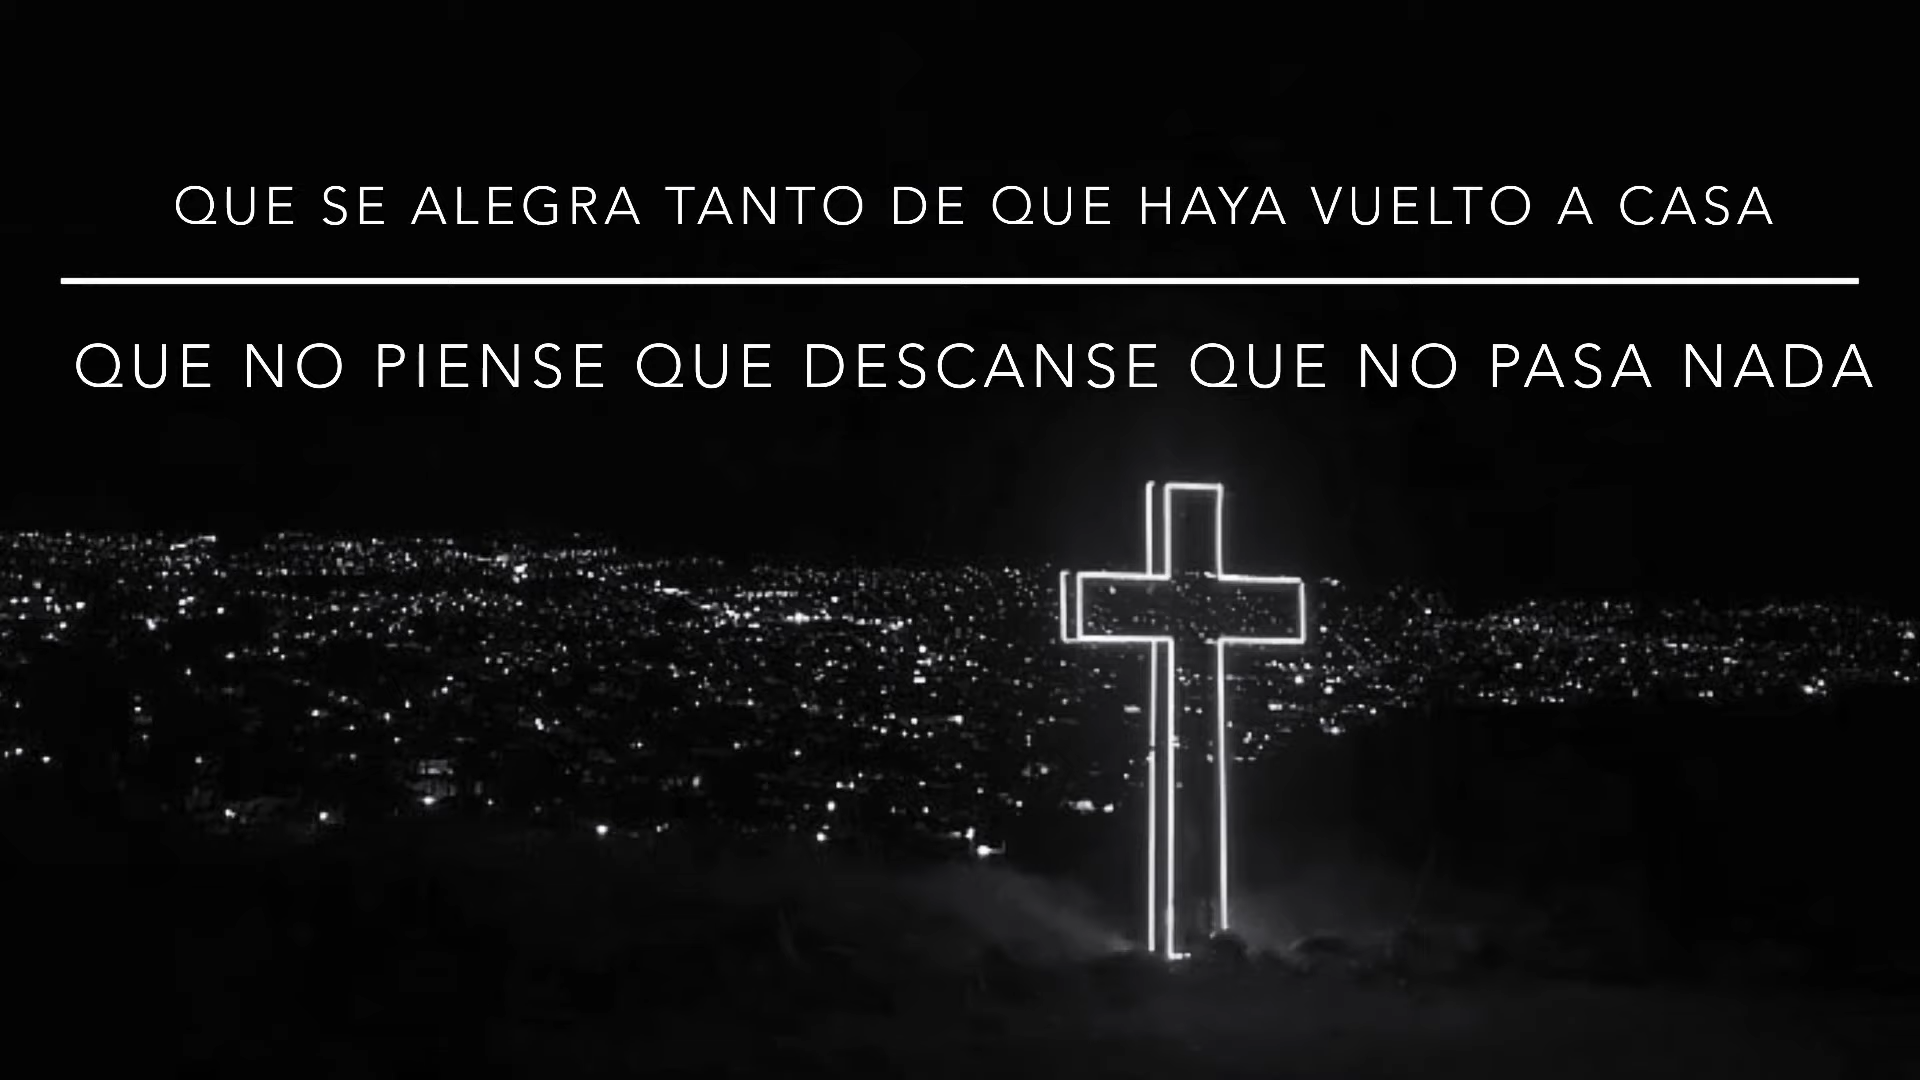 QUE SE ALEGRA TANTO DE QUE HAYA VUELTO A CASA
QUE NO PIENSE QUE DESCANSE QUE NO PASA NADA